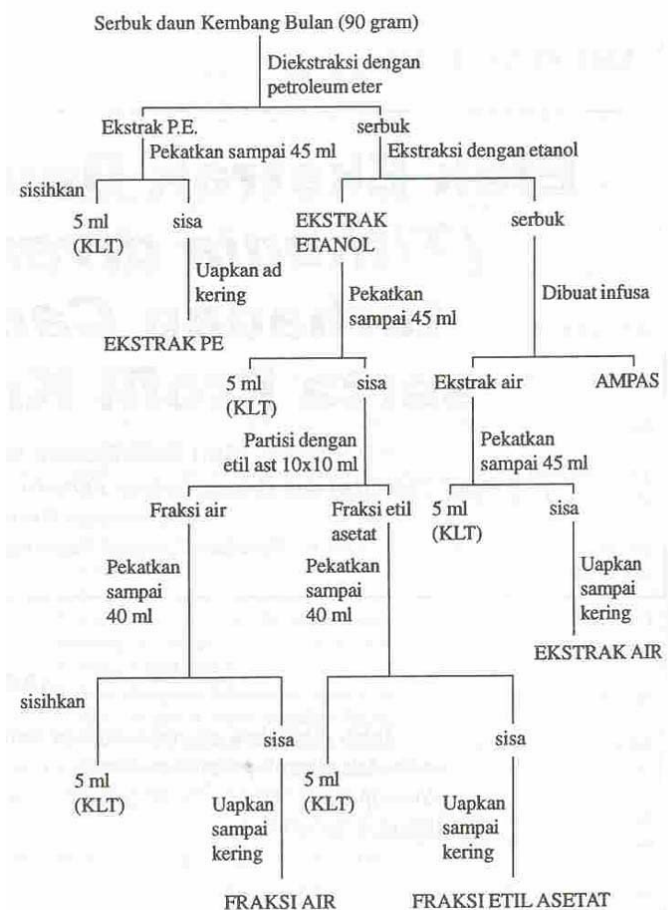 Serbuk daun Kembang Bulan (90 gram)
Diekstraksi dengan
petroleum eter
Ekstrak P.E.
serbuk
Pekatkan sampai 45 ml
Ekstraksi dengan etanol
sisihkan
5 ml
(KLT)
sisa
EKSTRAK
ETANOL
serbuk
Uapkan ad
kering
Pekatkan
sampai 45 ml
Dibuat infusa
EKSTRAK PE
5 ml
(KLT)
sisa
Ekstrak air
AMPAS
Partisi dengan
etil ast 10x10 ml
Pekatkan
sampai 45 ml
Fraksi air
Fraksi etil
asetat
5 ml
(KLT)
sisa
Pekatkan
sampai
40 ml
Pekatkan
sampai
40 ml
Uapkan
sampai
kering
EKSTRAK AIR
sisihkan
sisa
sisa
5 ml
(KLT)
5 ml
(KLT)
Uapkan
sampai
kering
Uapkan
sampai
kering
FRAKSI AIR
FRAKSI ETIL ASETAT